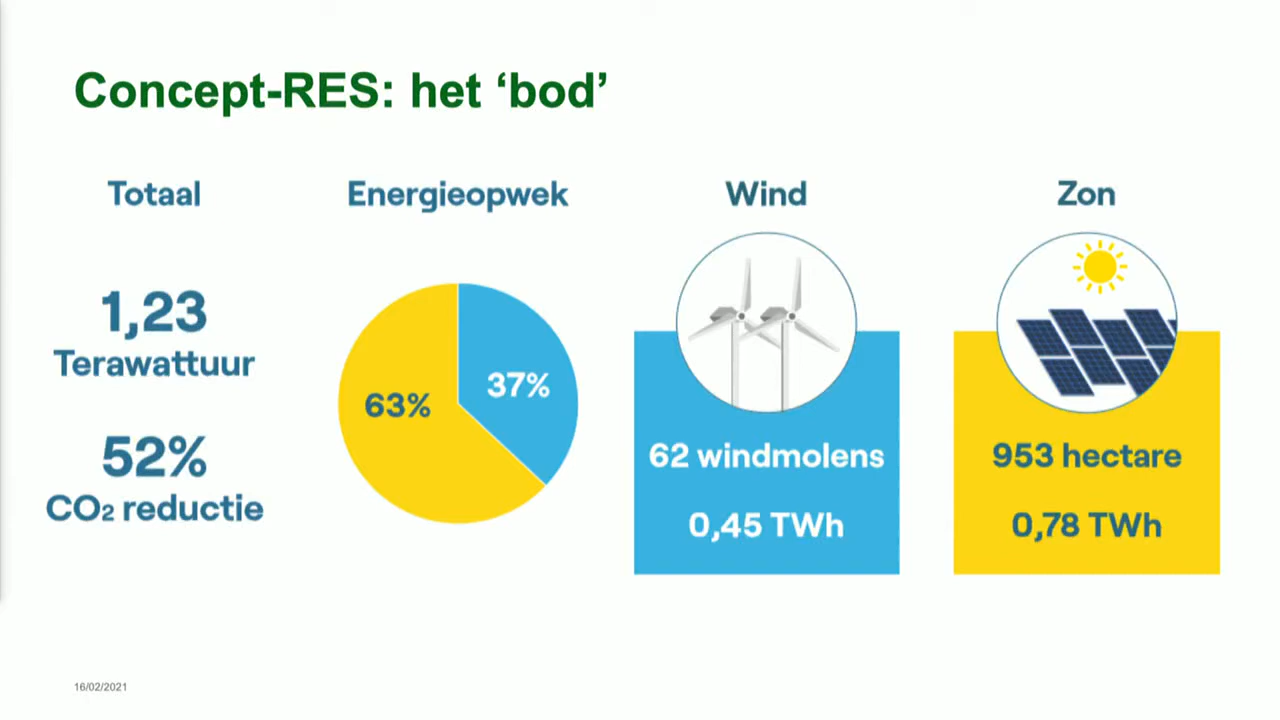 Concept-RES: het ‘bod’
Totaal
1,23
Terawattuur
52%
CO₂ reductie
Energieopwek
63%
37%
Wind
62 windmolens
0,45 TWh
Zon
953 hectare
0,78 TWh
16/02/2021